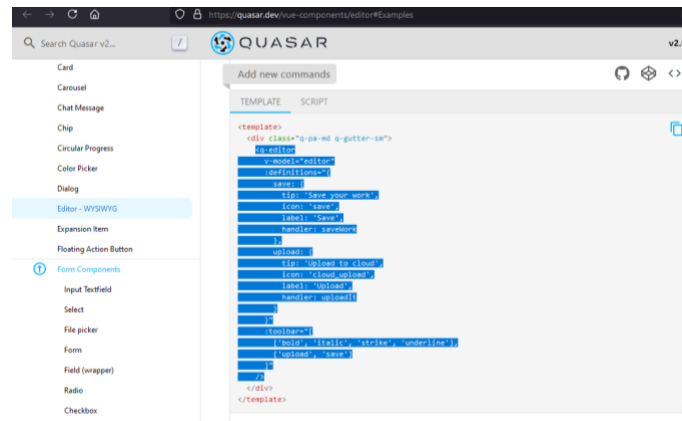 https://quasar.dev/vue-components/editor#Examples
Search Quasar v2...
/
QUASAR
Card
Carousel
Chat Message
Chip
Circular Progress
Color Picker
Dialog
Editor - WYSIWYG
Expansion Item
Floating Action Button
Form Components
Input Textfield
Select
File picker
Form
Field (wrapper)
Radio
Checkbox
Add new commands
TEMPLATE SCRIPT
<template>
<div class="q-pa-md q-gutter-sm">
<q-editor
v-model="editor"
:definitions="{
save: {
tip: 'Save your work',
icon: 'save',
label: 'Save',
handler: saveWork
},
upload: {
tip: 'Upload to cloud',
icon: 'cloud_upload',
label: 'Upload',
handler: uploadIt
}
}"
:toolbar="[
['bold', 'italic', 'strike', 'underline'],
['upload', 'save']
]"
/>
</div>
</template>